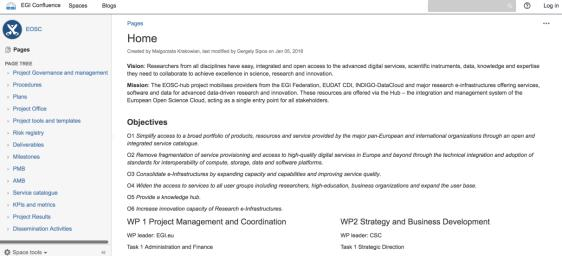 EGI Confluence Spaces Blogs Log in
EOSC
Pages
PAGE TREE
Project Governance and management
Procedures
Plans
Project Office
Project tools and templates
Risk registry
Deliverables
Milestones
PMB
AMB
Service catalogue
KPIs and metrics
Project Results
Dissemination Activities
Space tools
Pages
Home
Created by Malgorzata Krakowian, last modified by Gergely Sipos on Jan 05, 2018
Vision: Researchers from all disciplines have easy, integrated and open access to the advanced digital services, scientific instruments, data, knowledge and expertise
they need to collaborate to achieve excellence in science, research and innovation.
Mission: The EOSC-hub project mobilises providers from the EGI Federation, EUDAT CDI, INDIGO-DataCloud and major research e-infrastructures offering services,
software and data for advanced data-driven research and innovation. These resources are offered via the Hub – the integration and management system of the
European Open Science Cloud, acting as a single entry point for all stakeholders.
Objectives
O1 Simplify access to a broad portfolio of products, resources and service provided by the major pan-European and international organizations through an open and
integrated service catalogue.
O2 Remove fragmentation of service provisioning and access to high-quality digital services in Europe and beyond through the technical integration and adoption of
standards for interoperability of compute, storage, data and software platforms.
O3 Consolidate e-Infrastructures by expanding capacity and capabilities and improving service quality.
O4 Widen the access to services to all user groups including researchers, high-education, business organizations and expand the user base.
O5 Provide a knowledge hub.
O6 Increase innovation capacity of Research e-Infrastructures.
WP 1 Project Management and Coordination
WP leader: EGI.eu
Task 1 Administration and Finance
WP2 Strategy and Business Development
WP leader: CSC
Task 1 Strategic Direction